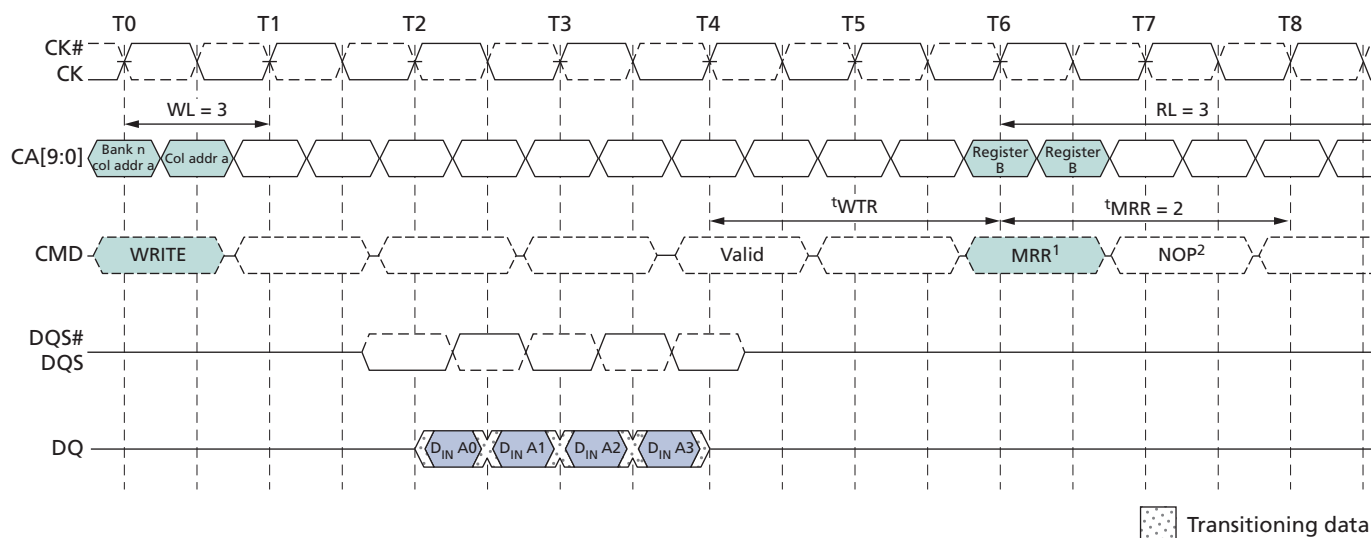 T0 T1 T2 T3 T4 T5 T6 T7 T8
CK#
CK
WL = 3 RL = 3
CA[9:0] Bank n col addr a Col addr a Register B Register B
tWTR tMRR = 2
CMD WRITE Valid MRR1 NOP2
DQS#
DQS
DQ DIN A0 DIN A1 DIN A2 DIN A3
Transitioning data